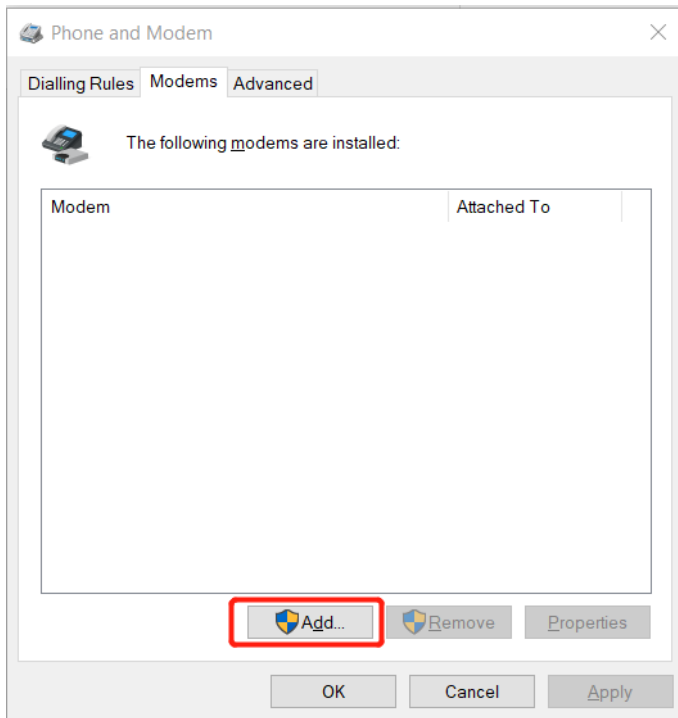 Phone and Modem
Dialling Rules Modems Advanced
The following modems are installed:
Modem Attached To
Add... Remove Properties
OK Cancel Apply